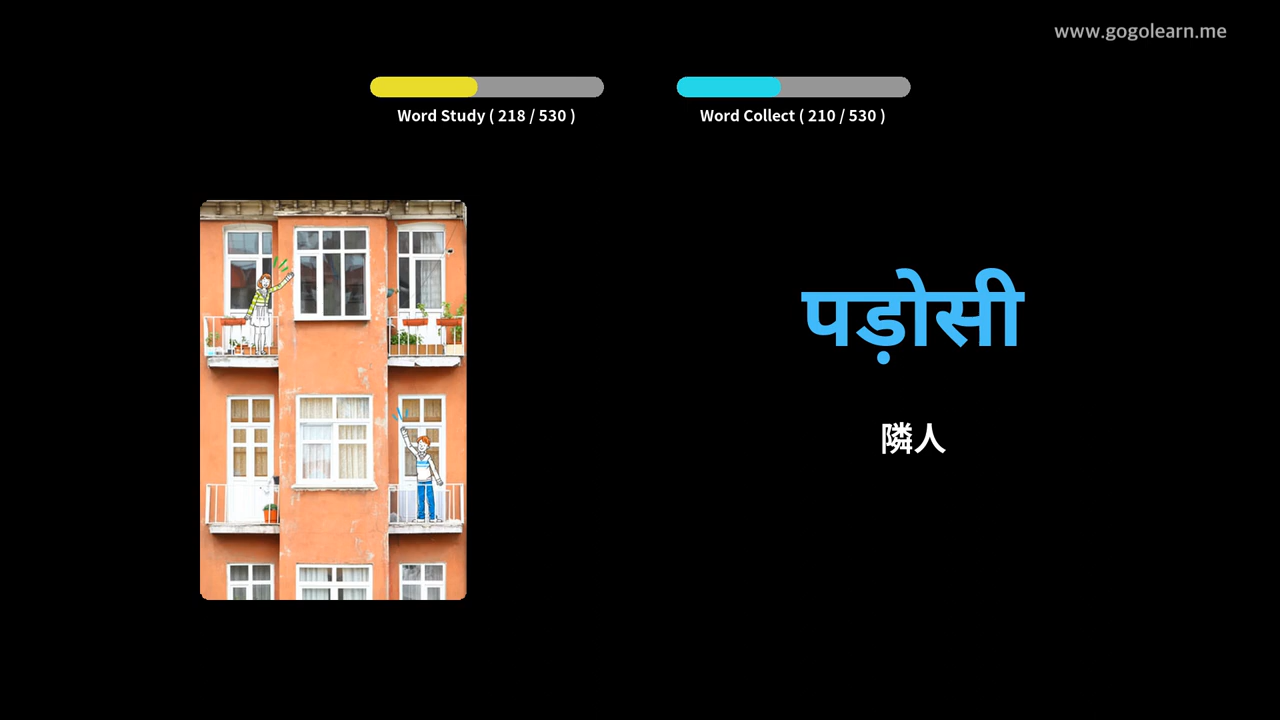 www.gogolearn.me
Word Study ( 218 / 530 )
Word Collect ( 210 / 530 )
पड़ोसी
隣人